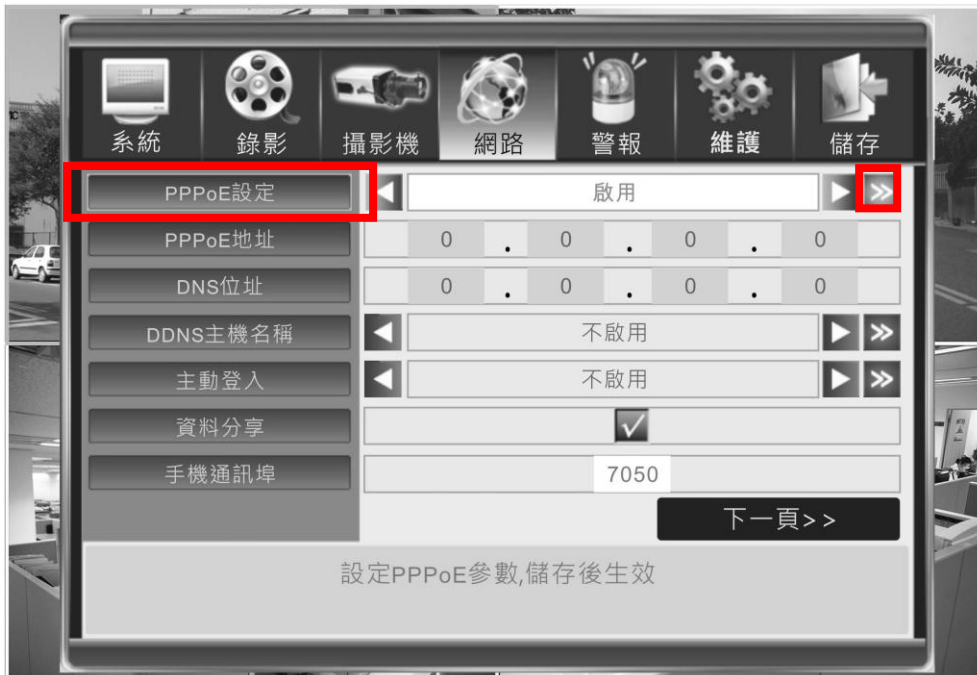 系統 錄影 攝影機 網路 警報 維護 儲存
PPPoE設定 啟用
PPPoE地址 0 . 0 . 0 . 0
DNS位址 0 . 0 . 0 . 0
DDNS主機名稱 不啟用
主動登入 不啟用
資料分享
手機通訊埠 7050
下一頁>>
設定PPPoE參數,儲存後生效